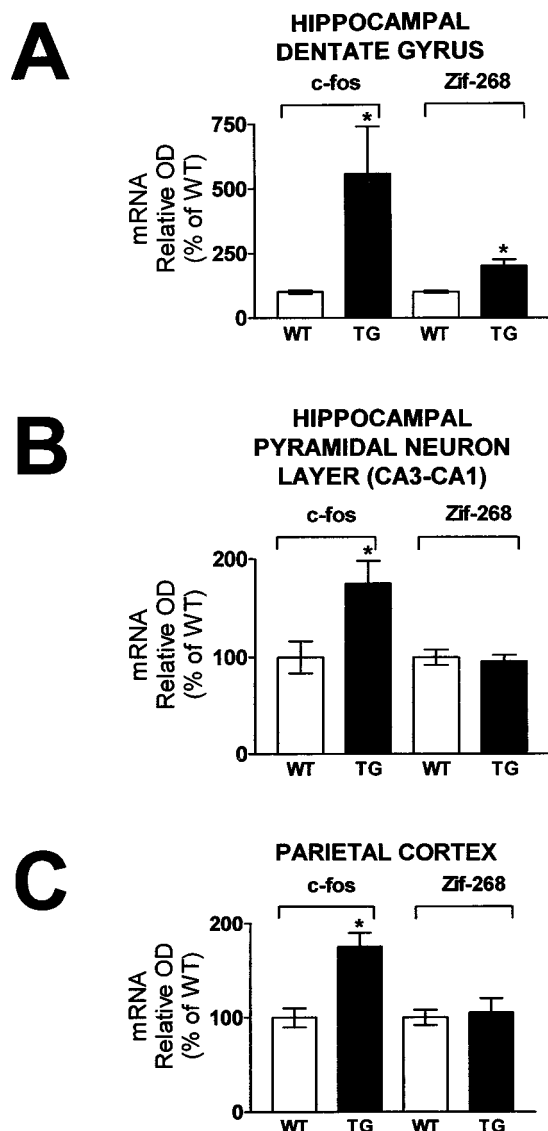 A
HIPPOCAMPAL
DENTATE GYRUS
c-fos Zif-268
mRNA
Relative OD
(% of WT)
750
500
250
0
*
*
WT TG WT TG
B
HIPPOCAMPAL
PYRAMIDAL NEURON
LAYER (CA3-CA1)
c-fos Zif-268
mRNA
Relative OD
(% of WT)
200
100
0
*
WT TG WT TG
C
PARIETAL CORTEX
c-fos Zif-268
mRNA
Relative OD
(% of WT)
200
100
0
*
WT TG WT TG